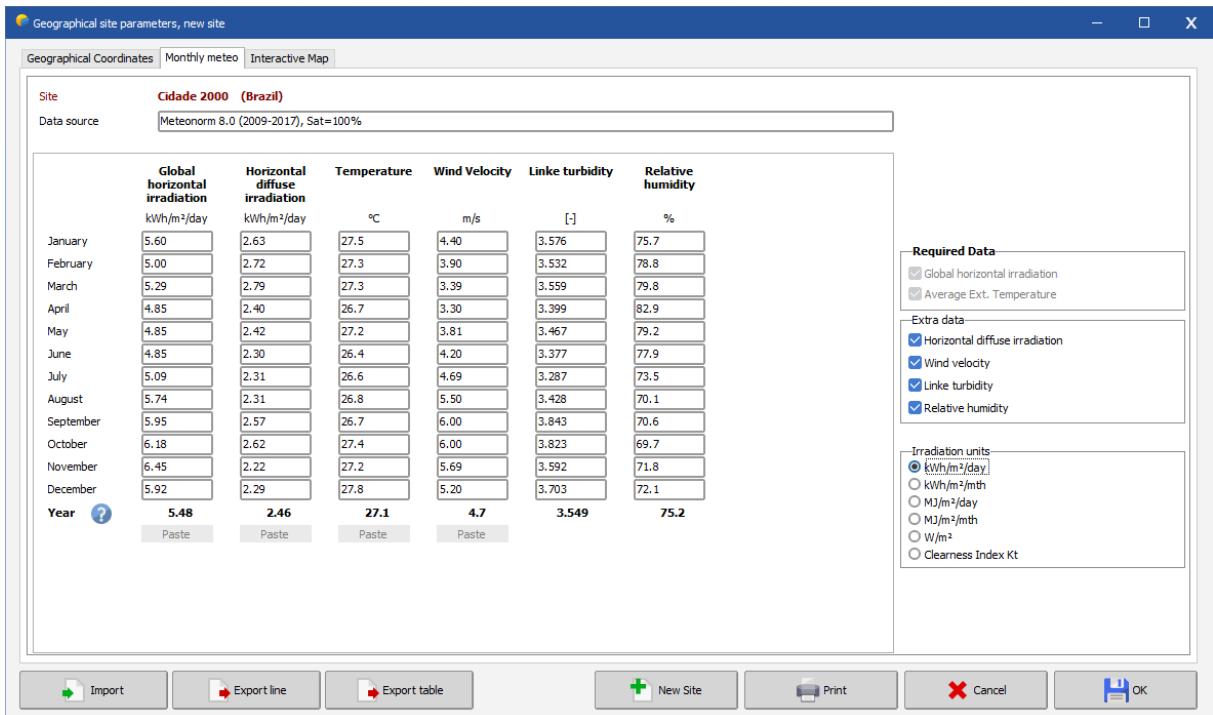 Geographical site parameters, new site
Geographical Coordinates Monthly meteo Interactive Map
Site Cidade 2000 (Brazil)
Data source Meteonorm 8.0 (2009-2017), Sat=100%
Global horizontal irradiation Horizontal diffuse irradiation Temperature Wind Velocity Linke turbidity Relative humidity
kWh/m²/day kWh/m²/day °C m/s [-] %
January 5.60 2.63 27.5 4.40 3.576 75.7
February 5.00 2.72 27.3 3.90 3.532 78.8
March 5.29 2.79 27.3 3.39 3.559 79.8
April 4.85 2.40 26.7 3.30 3.399 82.9
May 4.85 2.42 27.2 3.81 3.467 79.2
June 4.85 2.30 26.4 4.20 3.377 77.9
July 5.09 2.31 26.6 4.69 3.287 73.5
August 5.74 2.31 26.8 5.50 3.428 70.1
September 5.95 2.57 26.7 6.00 3.843 70.6
October 6.18 2.62 27.4 6.00 3.823 69.7
November 6.45 2.22 27.2 5.69 3.592 71.8
December 5.92 2.29 27.8 5.20 3.703 72.1
Year ? 5.48 2.46 27.1 4.7 3.549 75.2
Paste Paste Paste Paste
Required Data
Global horizontal irradiation
Average Ext. Temperature
Extra data
Horizontal diffuse irradiation
Wind velocity
Linke turbidity
Relative humidity
Irradiation units
kWh/m²/day
kWh/m²/mth
MJ/m²/day
MJ/m²/mth
W/m²
Clearness Index Kt
Import Export line Export table New Site Print Cancel OK